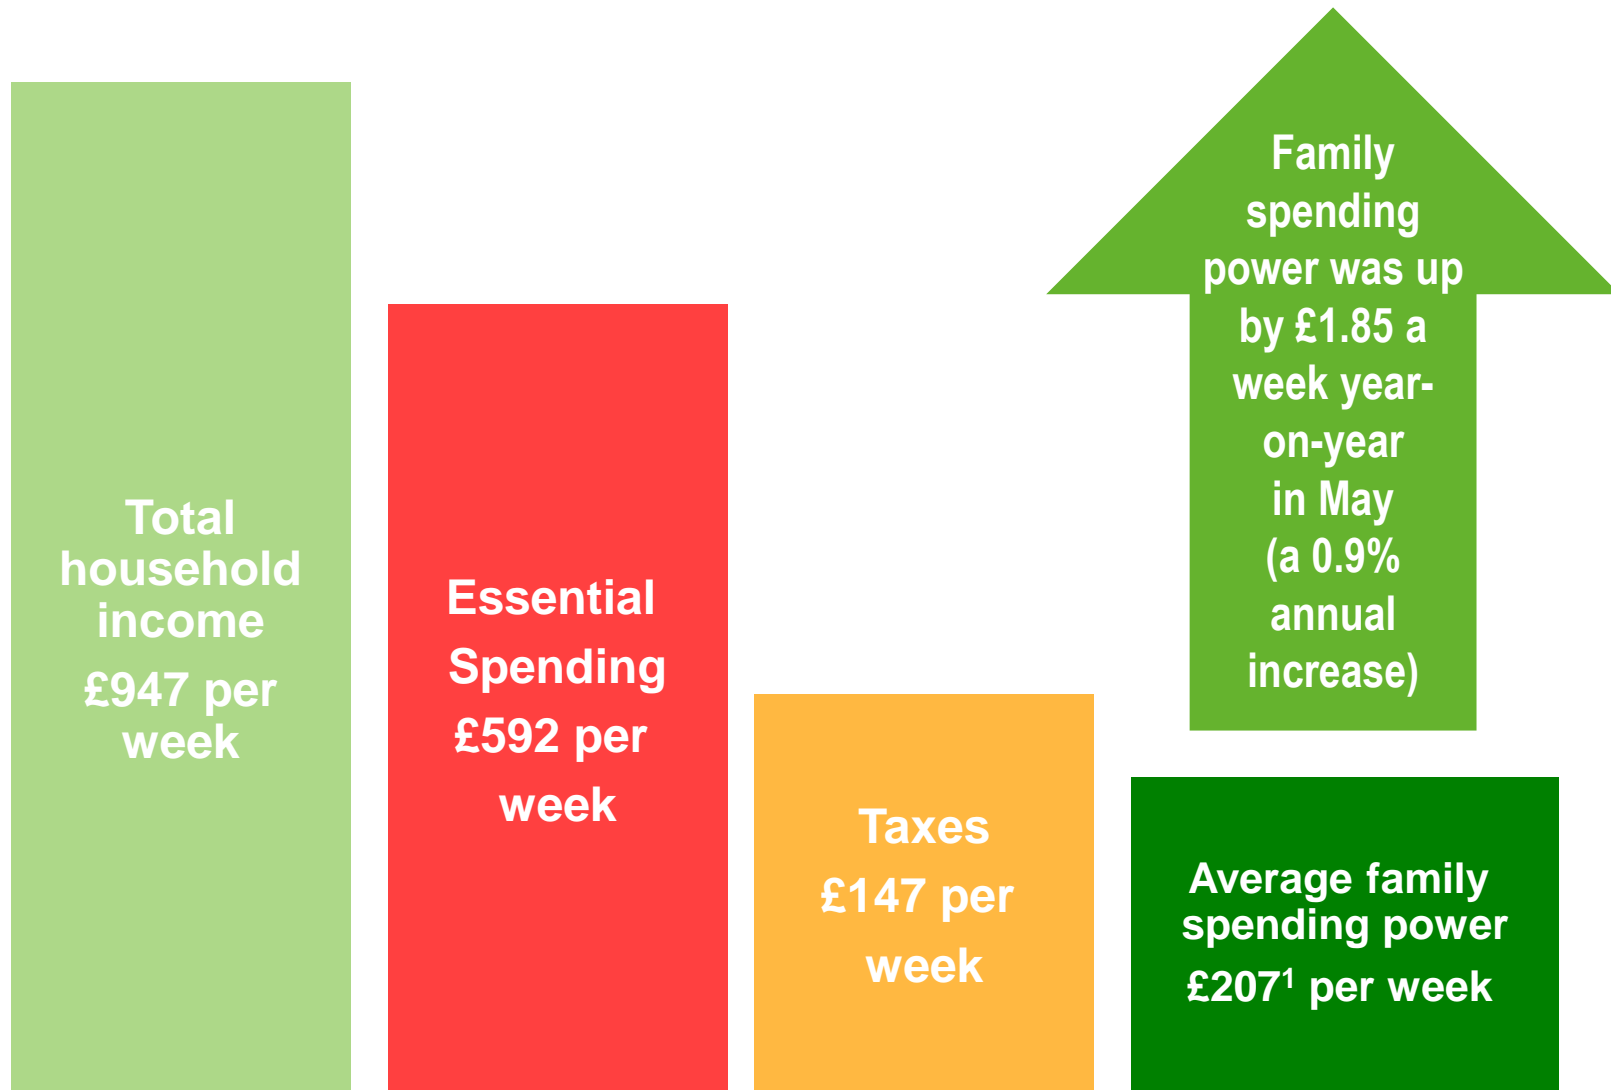 Total
household
income
£947 per
week
Essential
Spending
£592 per
week
Taxes
£147 per
week
Family
spending
power was up
by £1.85 a
week year-
on-year
in May
(a 0.9%
annual
increase)
Average family
spending power
£207¹ per week